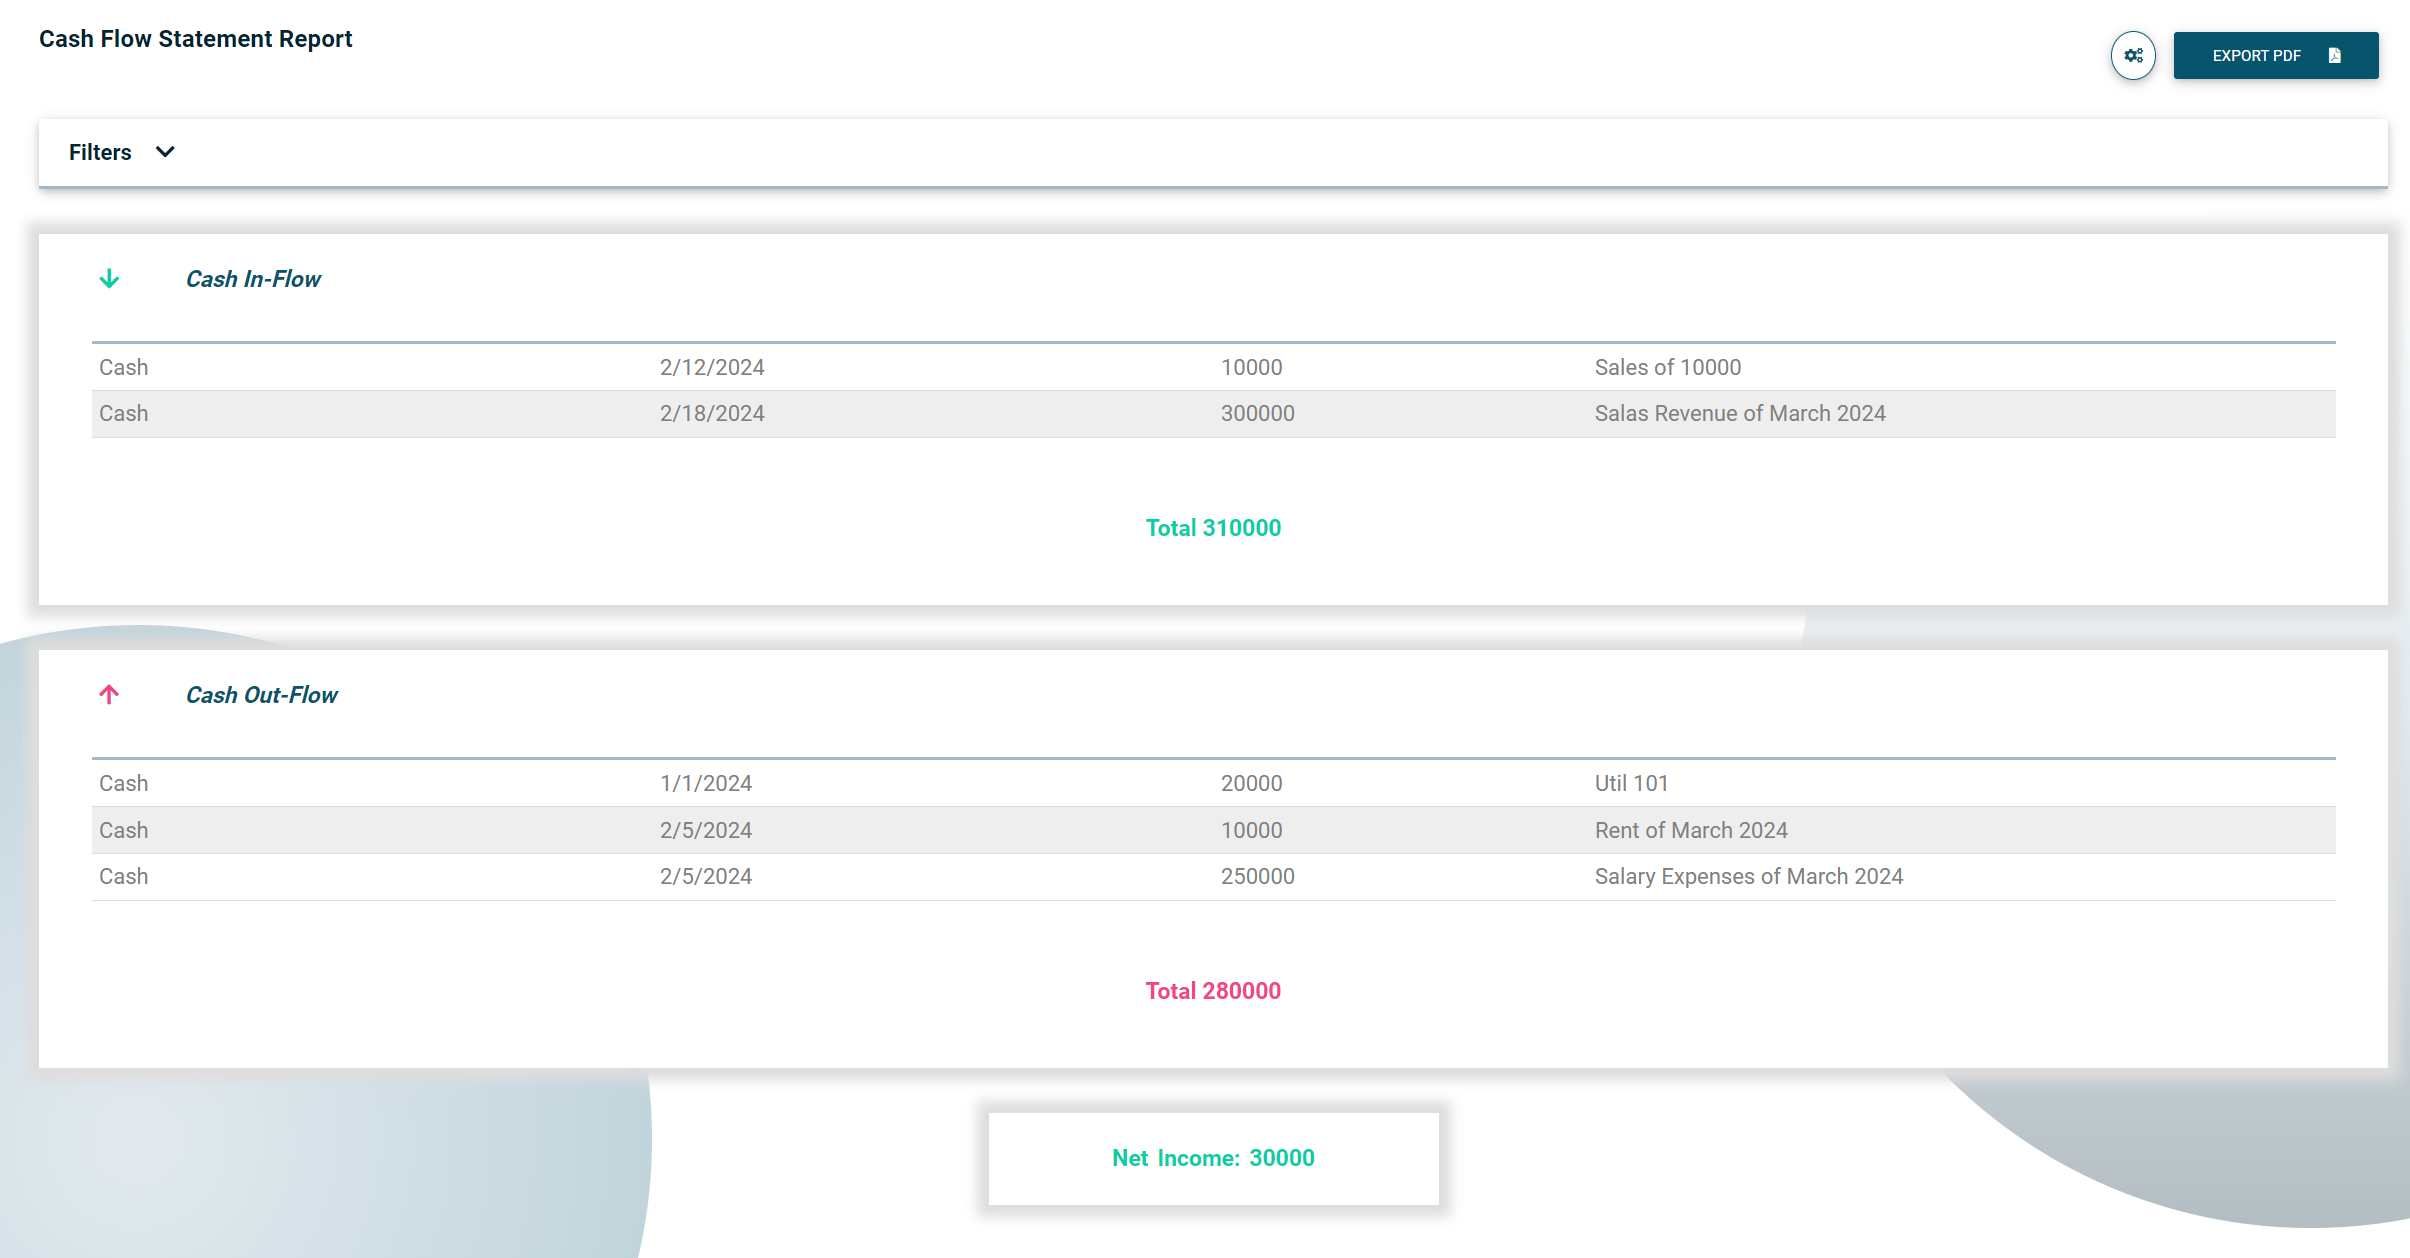 Cash Flow Statement Report
EXPORT PDF
Filters
Cash In-Flow
Cash 2/12/2024 10000 Sales of 10000
Cash 2/18/2024 300000 Salas Revenue of March 2024
Total 310000
Cash Out-Flow
Cash 1/1/2024 20000 Util 101
Cash 2/5/2024 10000 Rent of March 2024
Cash 2/5/2024 250000 Salary Expenses of March 2024
Total 280000
Net Income: 30000